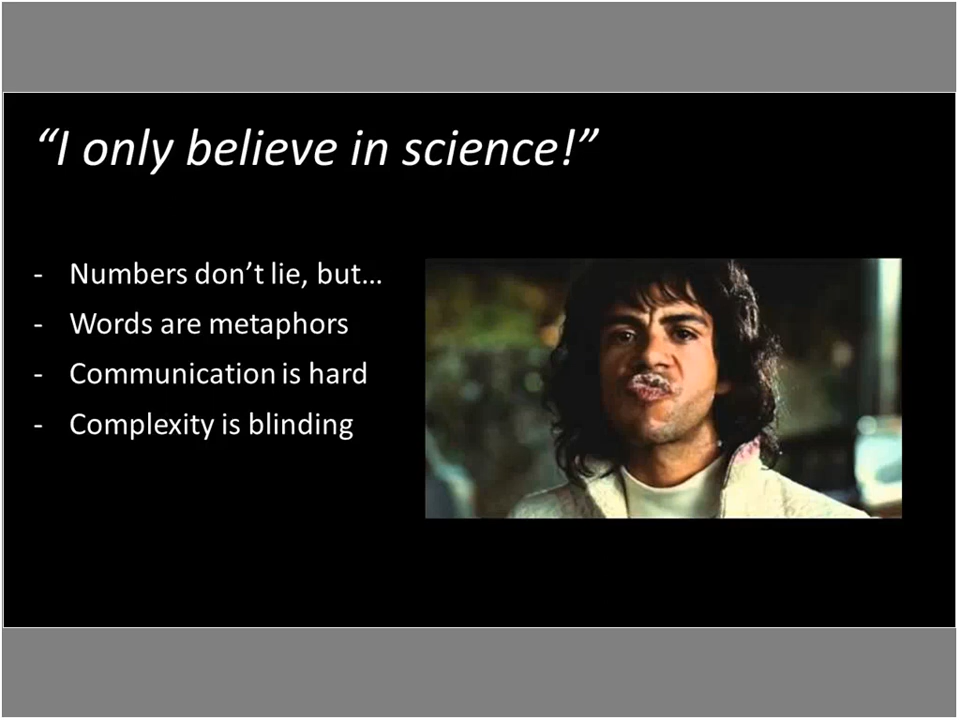 “I only believe in science!”
- Numbers don’t lie, but…
- Words are metaphors
- Communication is hard
- Complexity is blinding